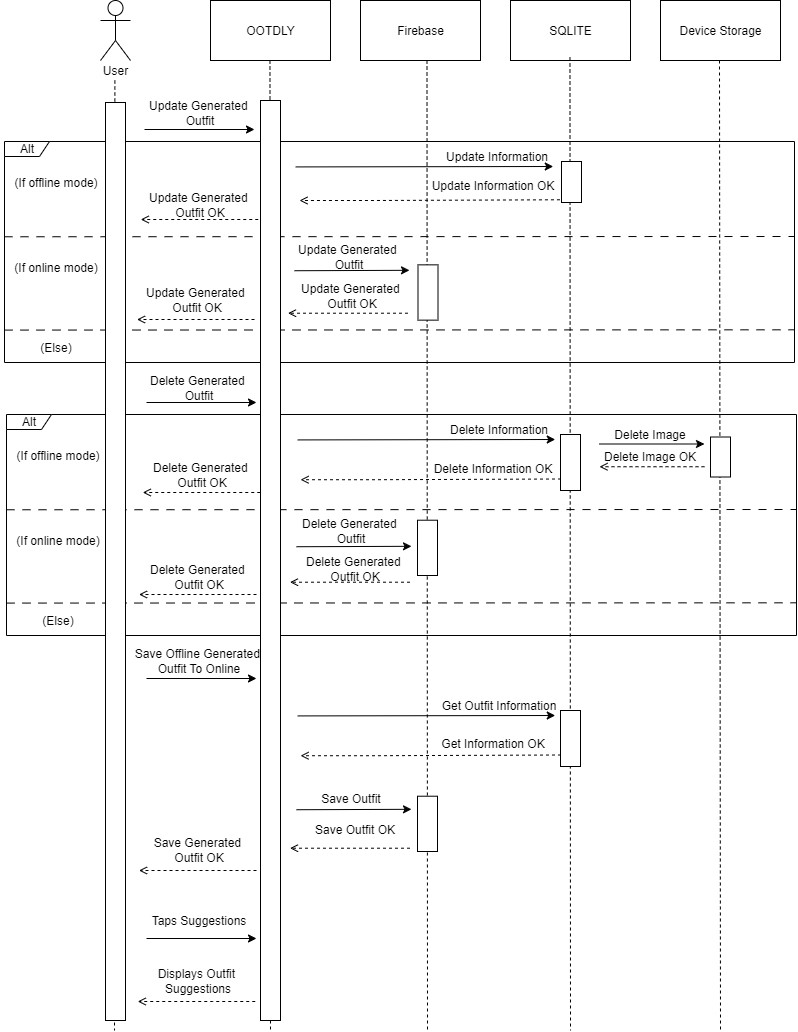 OOTDLY
Firebase
SQLITE
Device Storage
User
Update Generated
Outfit
Alt
(If offline mode)
Update Information
Update Information OK
Update Generated
Outfit OK
(If online mode)
Update Generated
Outfit
Update Generated
Outfit OK
Update Generated
Outfit OK
(Else)
Delete Generated
Outfit
Alt
(If offline mode)
Delete Information
Delete Image
Delete Image OK
Delete Information OK
Delete Generated
Outfit OK
(If online mode)
Delete Generated
Outfit
Delete Generated
Outfit OK
Delete Generated
Outfit OK
(Else)
Save Offline Generated
Outfit To Online
Get Outfit Information
Get Information OK
Save Outfit
Save Outfit OK
Save Generated
Outfit OK
Taps Suggestions
Displays Outfit
Suggestions